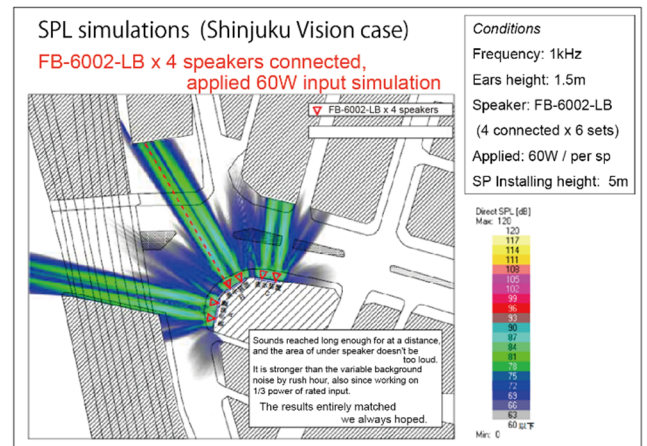 SPL simulations (Shinjuku Vision case)
FB-6002-LB x 4 speakers connected,
applied 60W input simulation
FB-6002-LB x 4 speakers
Sounds reached long enough for at a distance,
and the area of under speaker doesn't be
too loud.
It is stronger than the variable background
noise by rush hour, also since working on
1/3 power of rated input.
The results entirely matched
we always hoped.
Conditions
Frequency: 1kHz
Ears height: 1.5m
Speaker: FB-6002-LB
(4 connected x 6 sets)
Applied: 60W / per sp
SP Installing height: 5m
Direct SPL [dB]
Max: 120
120
117
114
111
108
105
102
99
96
93
90
87
84
81
78
75
72
69
66
63
60 以下
Min: 0